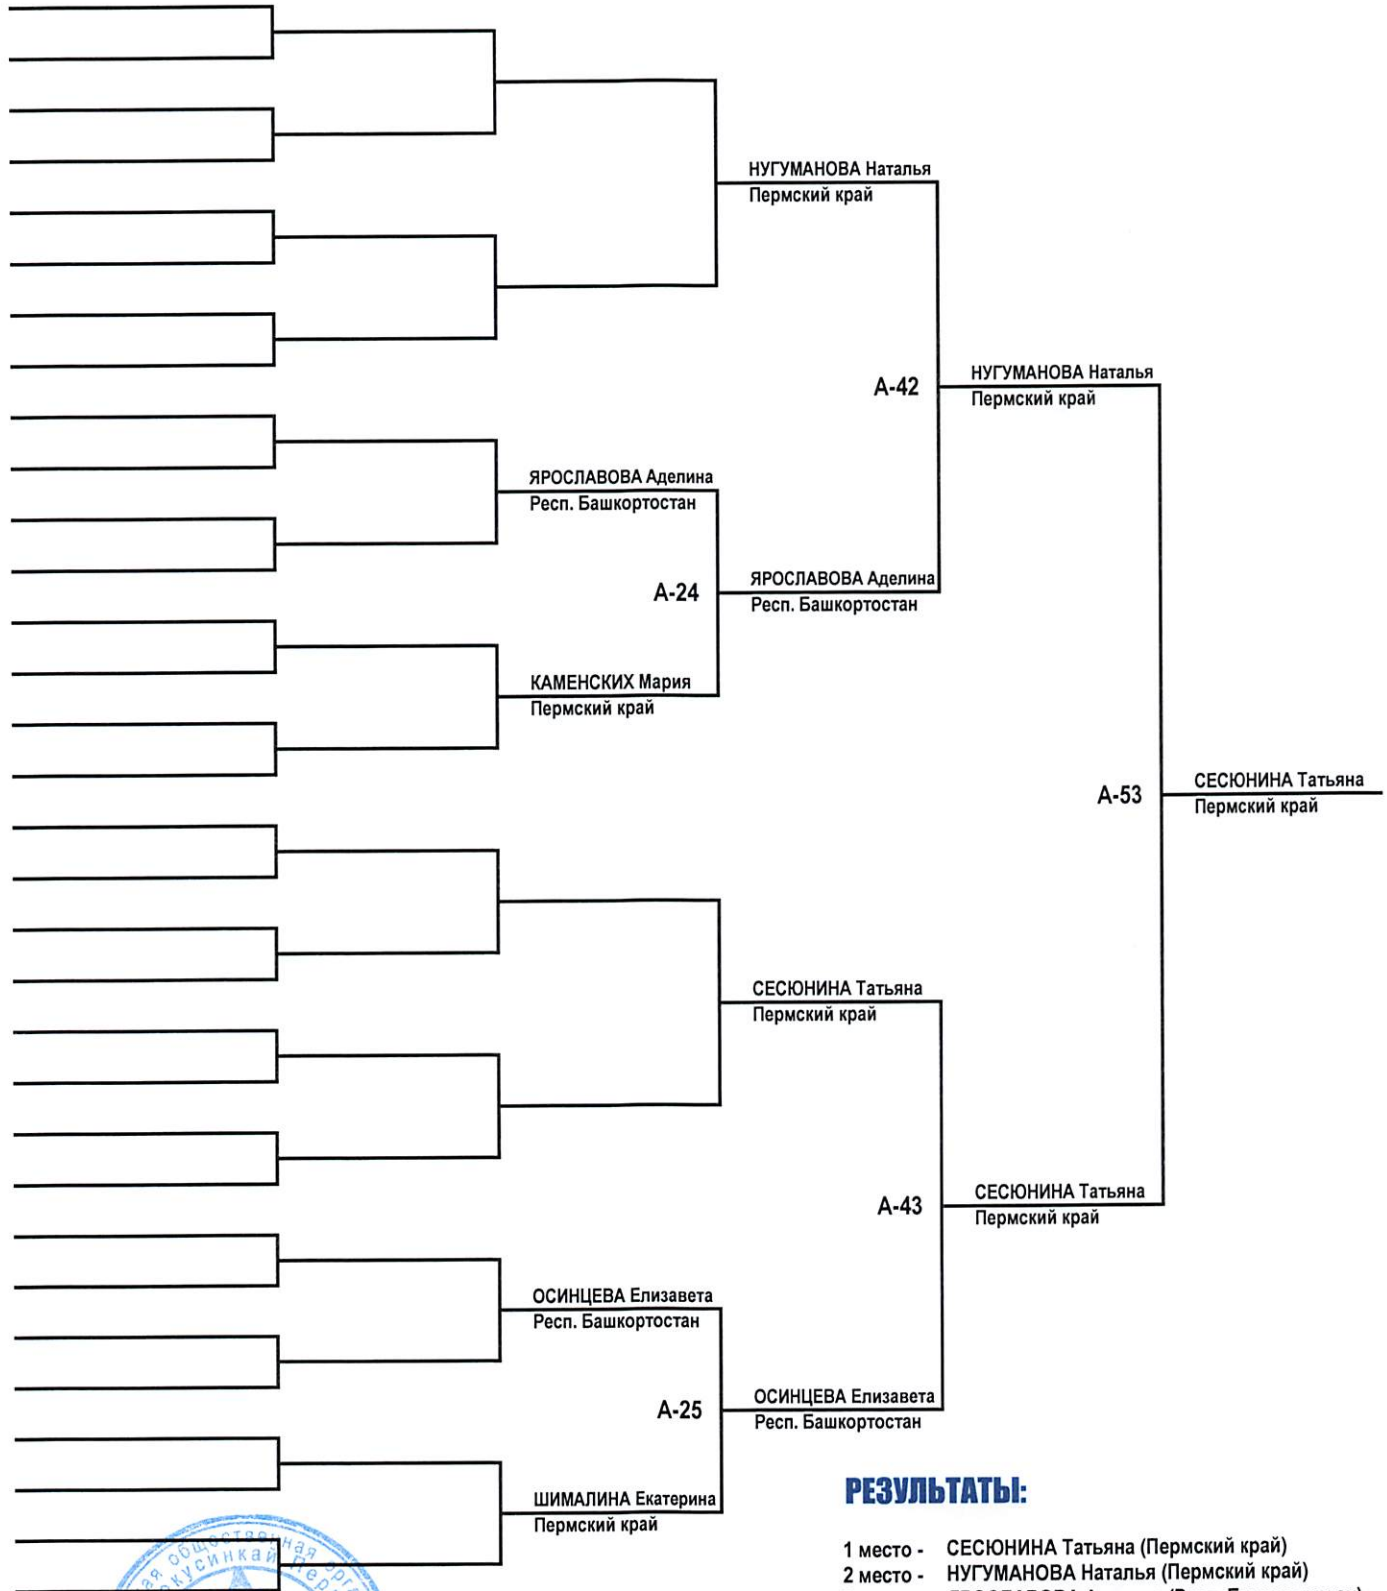 НУГУМАНОВА Наталья
Пермский край
А-42
НУГУМАНОВА Наталья
Пермский край
ЯРОСЛАВОВА Аделина
Респ. Башкортостан
А-24
ЯРОСЛАВОВА Аделина
Респ. Башкортостан
КАМЕНСКИХ Мария
Пермский край
А-53
СЕСЮНИНА Татьяна
Пермский край
СЕСЮНИНА Татьяна
Пермский край
А-43
СЕСЮНИНА Татьяна
Пермский край
ОСИНЦЕВА Елизавета
Респ. Башкортостан
А-25
ОСИНЦЕВА Елизавета
Респ. Башкортостан
ШИМАЛИНА Екатерина
Пермский край
РЕЗУЛЬТАТЫ:
1 место - СЕСЮНИНА Татьяна (Пермский край)
2 место - НУГУМАНОВА Наталья (Пермский край)
общественная